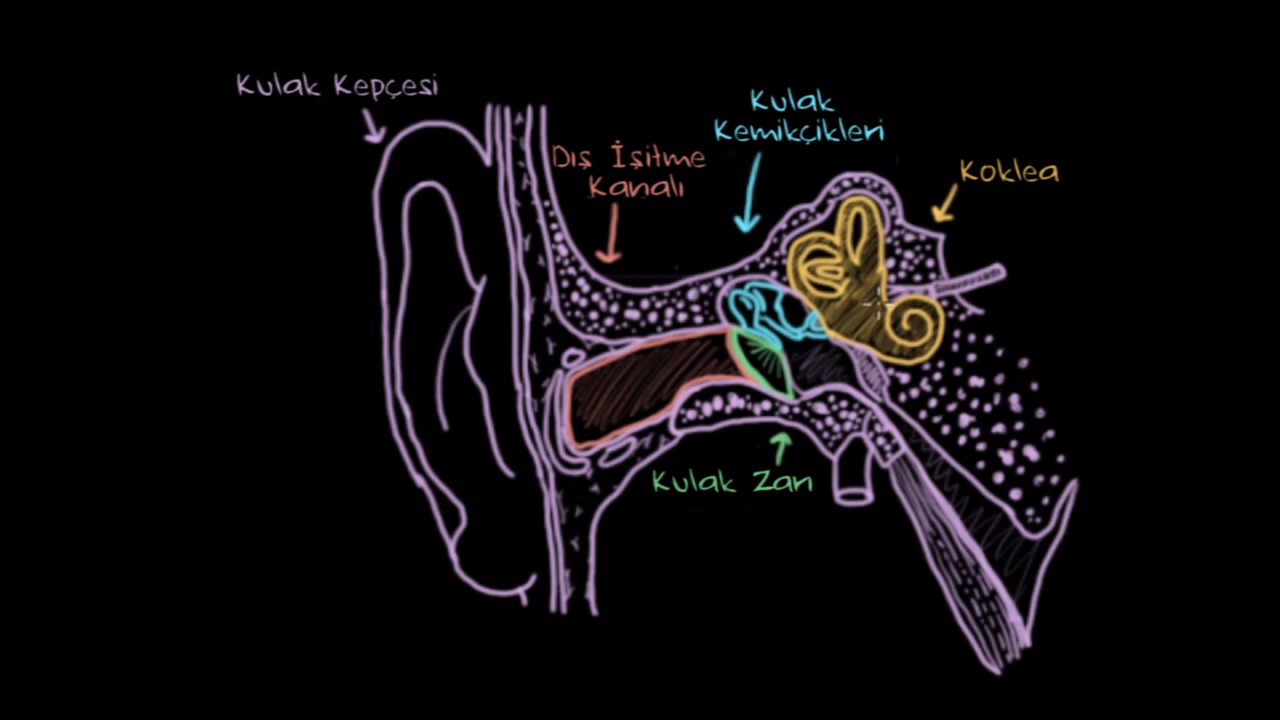 Kulak Kepçesi
Kulak
Kemikçikleri
Dış İşitme
Kanalı
Koklea
Kulak Zarı